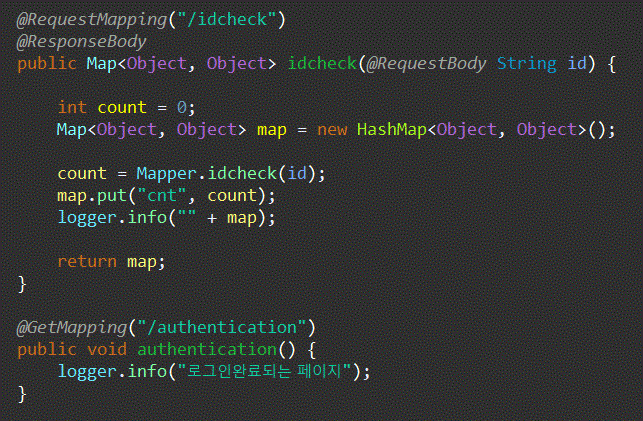 @RequestMapping("/idcheck")
@ResponseBody
public Map<Object, Object> idcheck(@RequestBody String id) {
int count = 0;
Map<Object, Object> map = new HashMap<Object, Object>();
count = Mapper.idcheck(id);
map.put("cnt", count);
logger.info("" + map);
return map;
}
@GetMapping("/authentication")
public void authentication() {
logger.info("로그인완료되는 페이지");
}